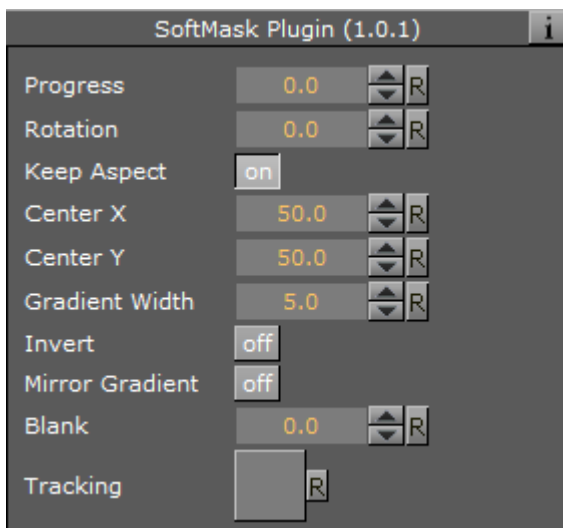 SoftMask Plugin (1.0.1) i
Progress 0.0 R
Rotation 0.0 R
Keep Aspect on
Center X 50.0 R
Center Y 50.0 R
Gradient Width 5.0 R
Invert off
Mirror Gradient off
Blank 0.0 R
Tracking R